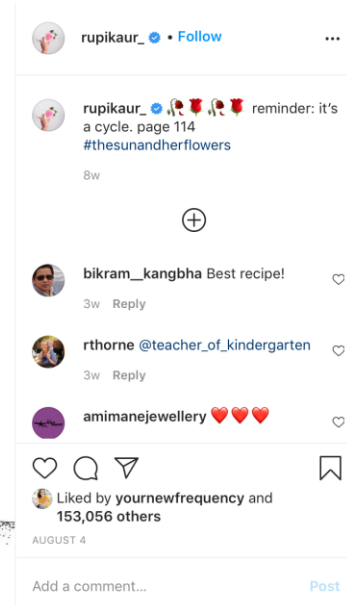 rupikaur_ • Follow
rupikaur_ 🥀🌹🥀🌹 reminder: it's
a cycle. page 114
#thesunandherflowers
8w
bikram__kangbha Best recipe!
3w Reply
rthorne @teacher_of_kindergarten
3w Reply
amimanejewellery ❤️❤️❤️
Liked by yournewfrequency and
153,056 others
AUGUST 4
Add a comment... Post